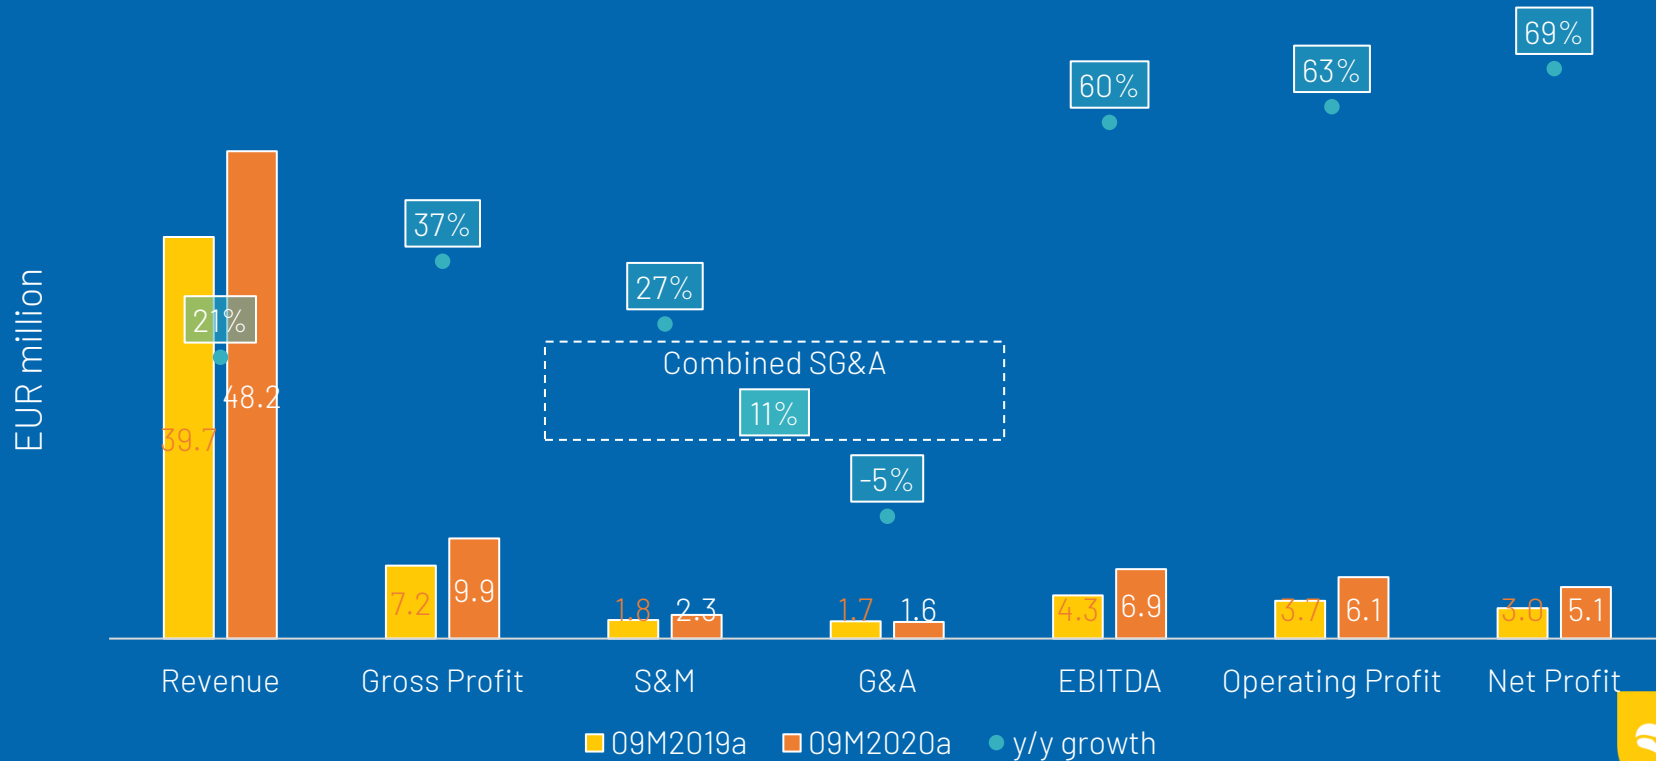 69%
63%
60%
37%
27%
21%
Combined SG&A
11%
-5%
EUR million
39.7
48.2
7.2
9.9
1.8
2.3
1.7
1.6
4.3
6.9
3.7
6.1
3.0
5.1
Revenue
Gross Profit
S&M
G&A
EBITDA
Operating Profit
Net Profit
09M2019a
09M2020a
y/y growth